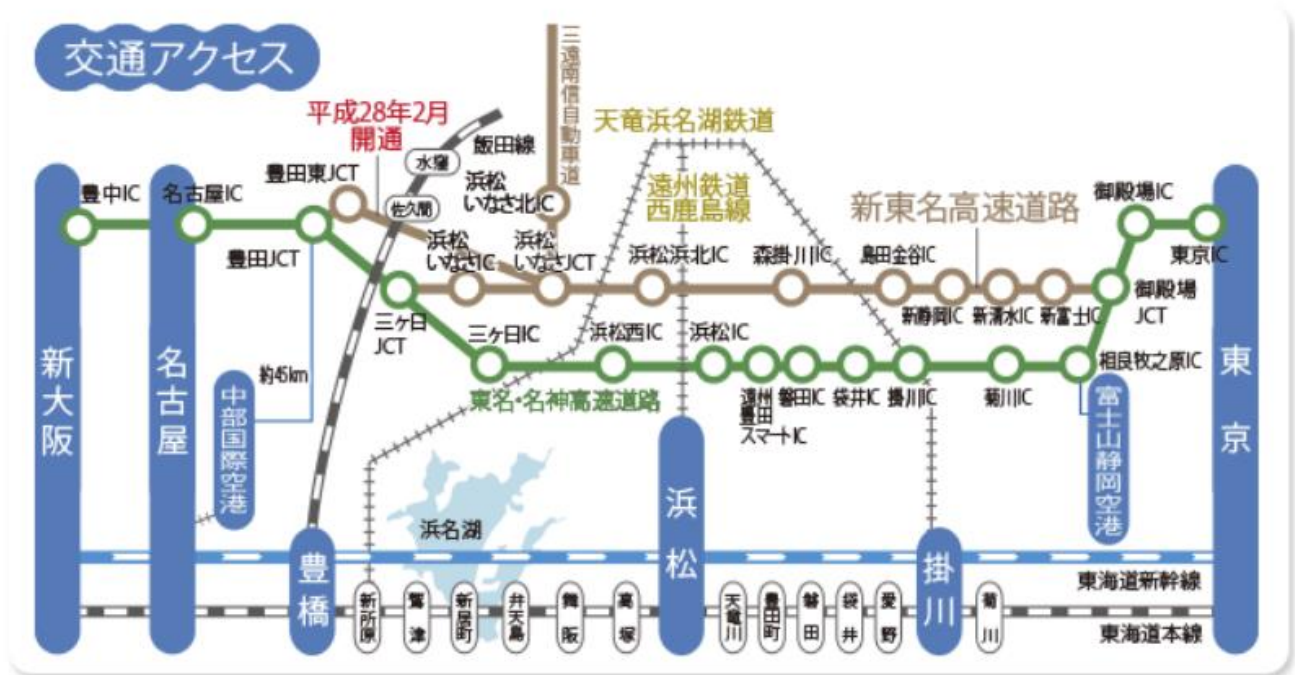 交通アクセス
三遠南信自動車道
平成28年2月
開通
飯田線
天竜浜名湖鉄道
水窪
豊田東JCT
浜松
いなさ北IC
遠州鉄道
西鹿島線
新東名高速道路
豊中IC
名古屋IC
佐久間
御殿場IC
豊田JCT
浜松
いなさIC
浜松
いなさJCT
浜松浜北IC
森掛川IC
島田金谷IC
東京IC
御殿場
JCT
三ヶ日
JCT
新静岡IC
新清水IC
新富士IC
三ヶ日IC
浜松西IC
浜松IC
相良牧之原IC
約45km
東名・名神高速道路
遠州
豊田
スマートIC
磐田IC
袋井IC
掛川IC
菊川IC
新大阪
名古屋
中部国際空港
富士山静岡空港
東京
浜名湖
浜松
豊橋
掛川
東海道新幹線
新所原
鷲津
新居町
弁天島
舞阪
高塚
天竜川
豊田町
磐田
袋井
愛野
菊川
東海道本線